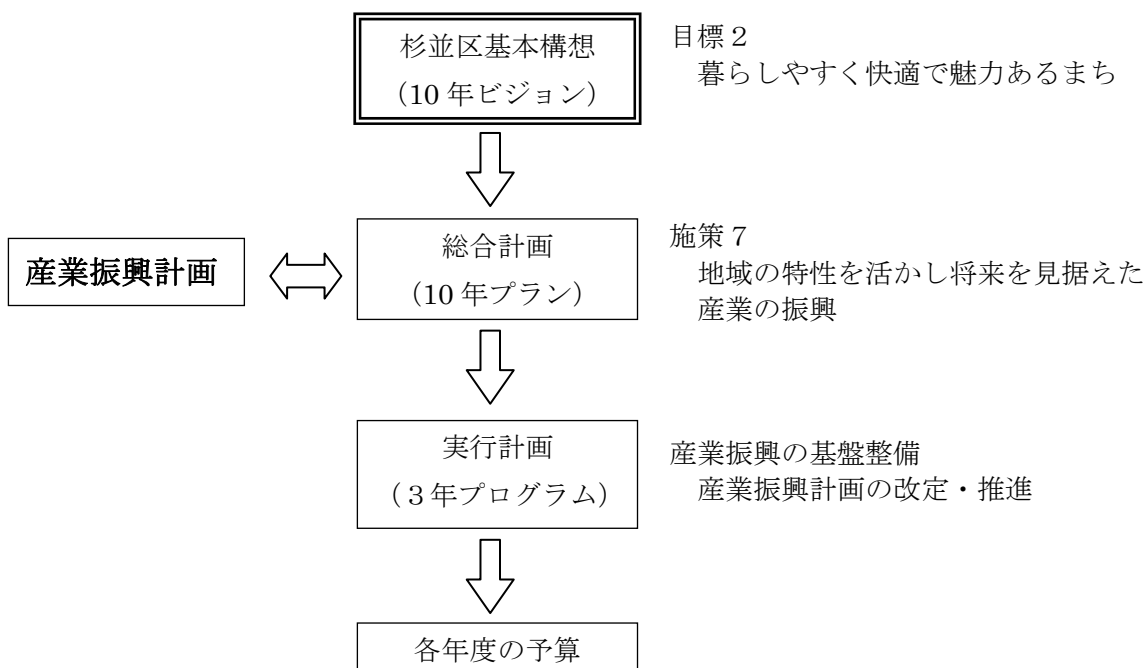 杉並区基本構想
（10 年ビジョン）
目標２
暮らしやすく快適で魅力あるまち
産業振興計画
総合計画
（10 年プラン）
施策７
地域の特性を活かし将来を見据えた
産業の振興
実行計画
（３年プログラム）
産業振興の基盤整備
産業振興計画の改定・推進
各年度の予算